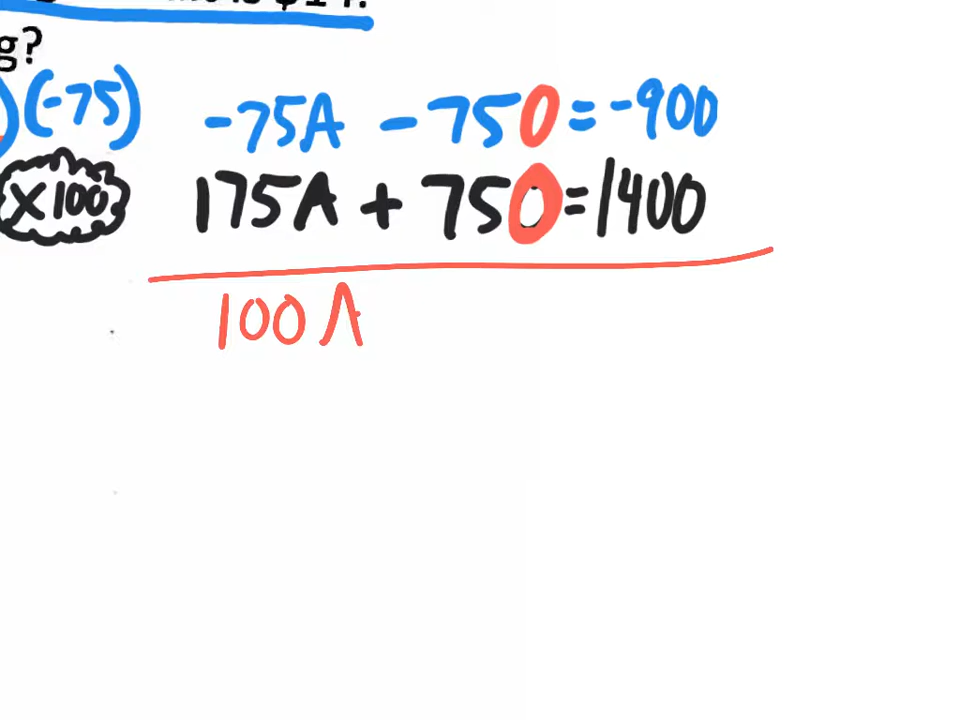 g?
)(-75) -75A - 75O = -900
x100 175A + 75O = 1400
100A